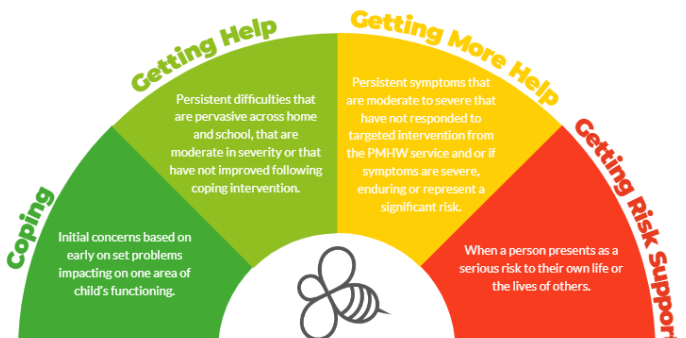 Coping
Initial concerns based on
early on set problems
impacting on one area of
child's functioning.
Getting Help
Persistent difficulties that
are pervasive across home
and school, that are
moderate in severity or that
have not improved following
coping intervention.
Getting More Help
Persistent symptoms that
are moderate to severe that
have not responded to
targeted intervention from
the PMHW service and or if
symptoms are severe,
enduring or represent a
significant risk.
Getting Risk Support
When a person presents as a
serious risk to their own life or
the lives of others.